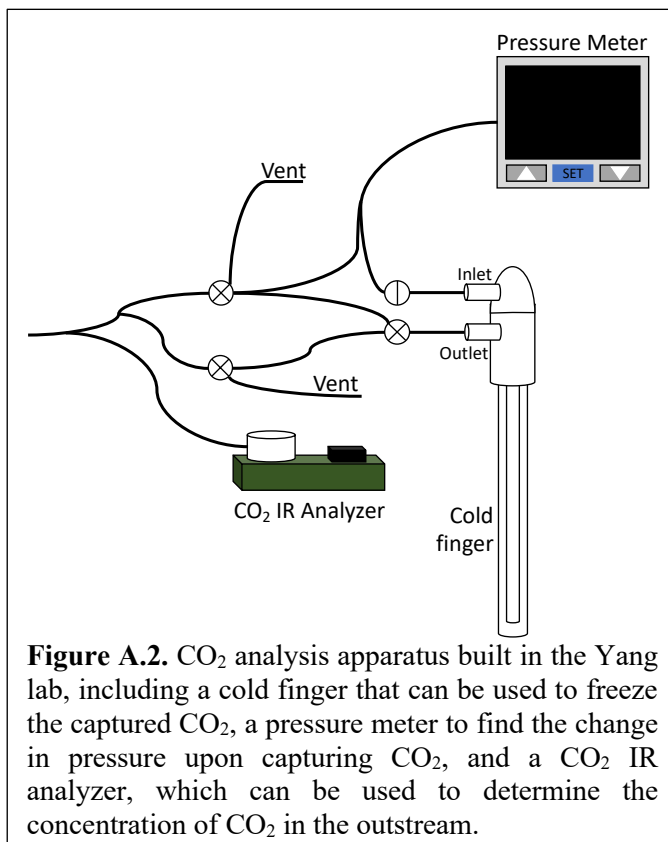 Pressure Meter
SET
Vent
Inlet
Outlet
Vent
CO₂ IR Analyzer
Cold
finger
Figure A.2. CO₂ analysis apparatus built in the Yang
lab, including a cold finger that can be used to freeze
the captured CO₂, a pressure meter to find the change
in pressure upon capturing CO₂, and a CO₂ IR
analyzer, which can be used to determine the
concentration of CO₂ in the outstream.